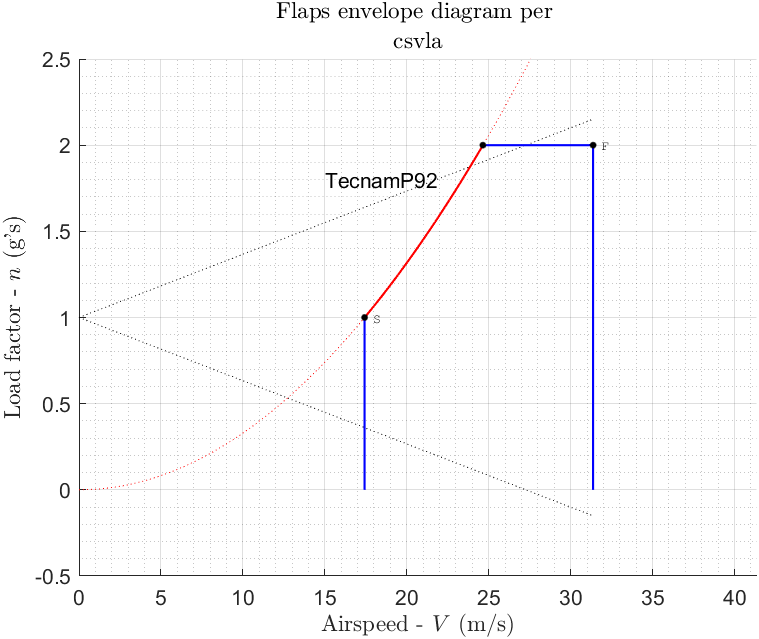 Flaps envelope diagram per
csvla
2.5
2
F
TecnamP92
1.5
1
S
0.5
0
-0.5
Load factor - n (g's)
0 5 10 15 20 25 30 35 40
Airspeed - V (m/s)